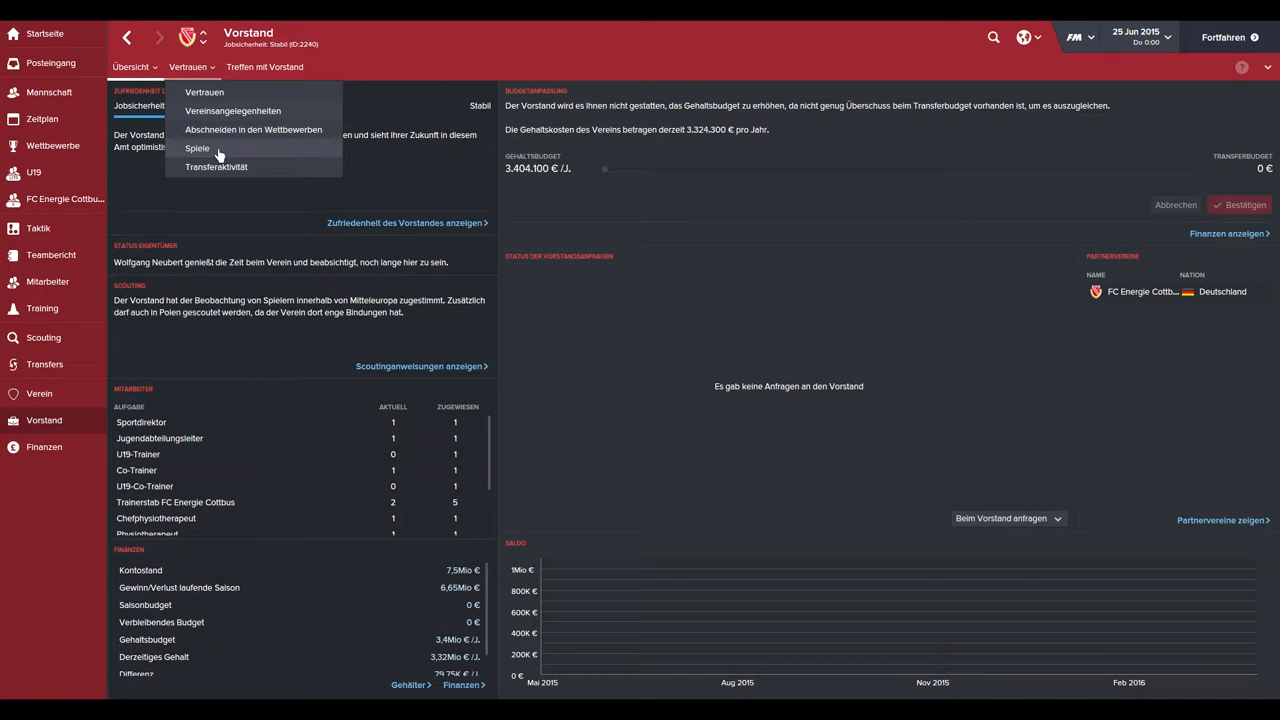 Startseite
Posteingang
Mannschaft
Zeitplan
Wettbewerbe
U19
FC Energie Cottbu...
Taktik
Teambericht
Mitarbeiter
Training
Scouting
Transfers
Verein
Vorstand
Finanzen
Vorstand
Jobsicherheit: Stabil (ID:2240)
FM
25 Jun 2015
Do 0:00
Fortfahren
Übersicht
Vertrauen
Treffen mit Vorstand
Vertrauen
Vereinsangelegenheiten
Abschneiden in den Wettbewerben
Spiele
Transferaktivität
ZUFRIEDENHEIT D
Jobsicherheit
Stabil
Der Vorstand
en und sieht Ihrer Zukunft in diesem
Amt optimistis
Zufriedenheit des Vorstandes anzeigen >
STATUS EIGENTÜMER
Wolfgang Neubert genießt die Zeit beim Verein und beabsichtigt, noch lange hier zu sein.
SCOUTING
Der Vorstand hat der Beobachtung von Spielern innerhalb von Mitteleuropa zugestimmt. Zusätzlich
darf auch in Polen gescoutet werden, da der Verein dort enge Bindungen hat.
Scoutinganweisungen anzeigen >
MITARBEITER
AUFGABE AKTUELL ZUGEWIESEN
Sportdirektor 1 1
Jugendabteilungsleiter 1 1
U19-Trainer 0 1
Co-Trainer 1 1
U19-Co-Trainer 0 1
Trainerstab FC Energie Cottbus 2 5
Chefphysiotherapeut 1 1
Physiotherapeut 1 1
FINANZEN
Kontostand 7,5Mio €
Gewinn/Verlust laufende Saison 6,65Mio €
Saisonbudget 0 €
Verbleibendes Budget 0 €
Gehaltsbudget 3,4Mio € /J.
Derzeitiges Gehalt 3,32Mio € /J.
Differenz 79,75K € /J.
Gehälter > Finanzen >
BUDGETANPASSUNG
Der Vorstand wird es Ihnen nicht gestatten, das Gehaltsbudget zu erhöhen, da nicht genug Überschuss beim Transferbudget vorhanden ist, um es auszugleichen.
Die Gehaltskosten des Vereins betragen derzeit 3.324.300 € pro Jahr.
GEHALTSBUDGET
TRANSFERBUDGET
3.404.100 € /J.
0 €
Abbrechen
Bestätigen
Finanzen anzeigen >
STATUS DER VORSTANDSANFRAGEN
Es gab keine Anfragen an den Vorstand
Beim Vorstand anfragen
PARTNERVEREINE
NAME NATION
FC Energie Cottb... Deutschland
Partnervereine zeigen >
SALDO
1Mio €
800K €
600K €
400K €
200K €
0 €
Mai 2015 Aug 2015 Nov 2015 Feb 2016